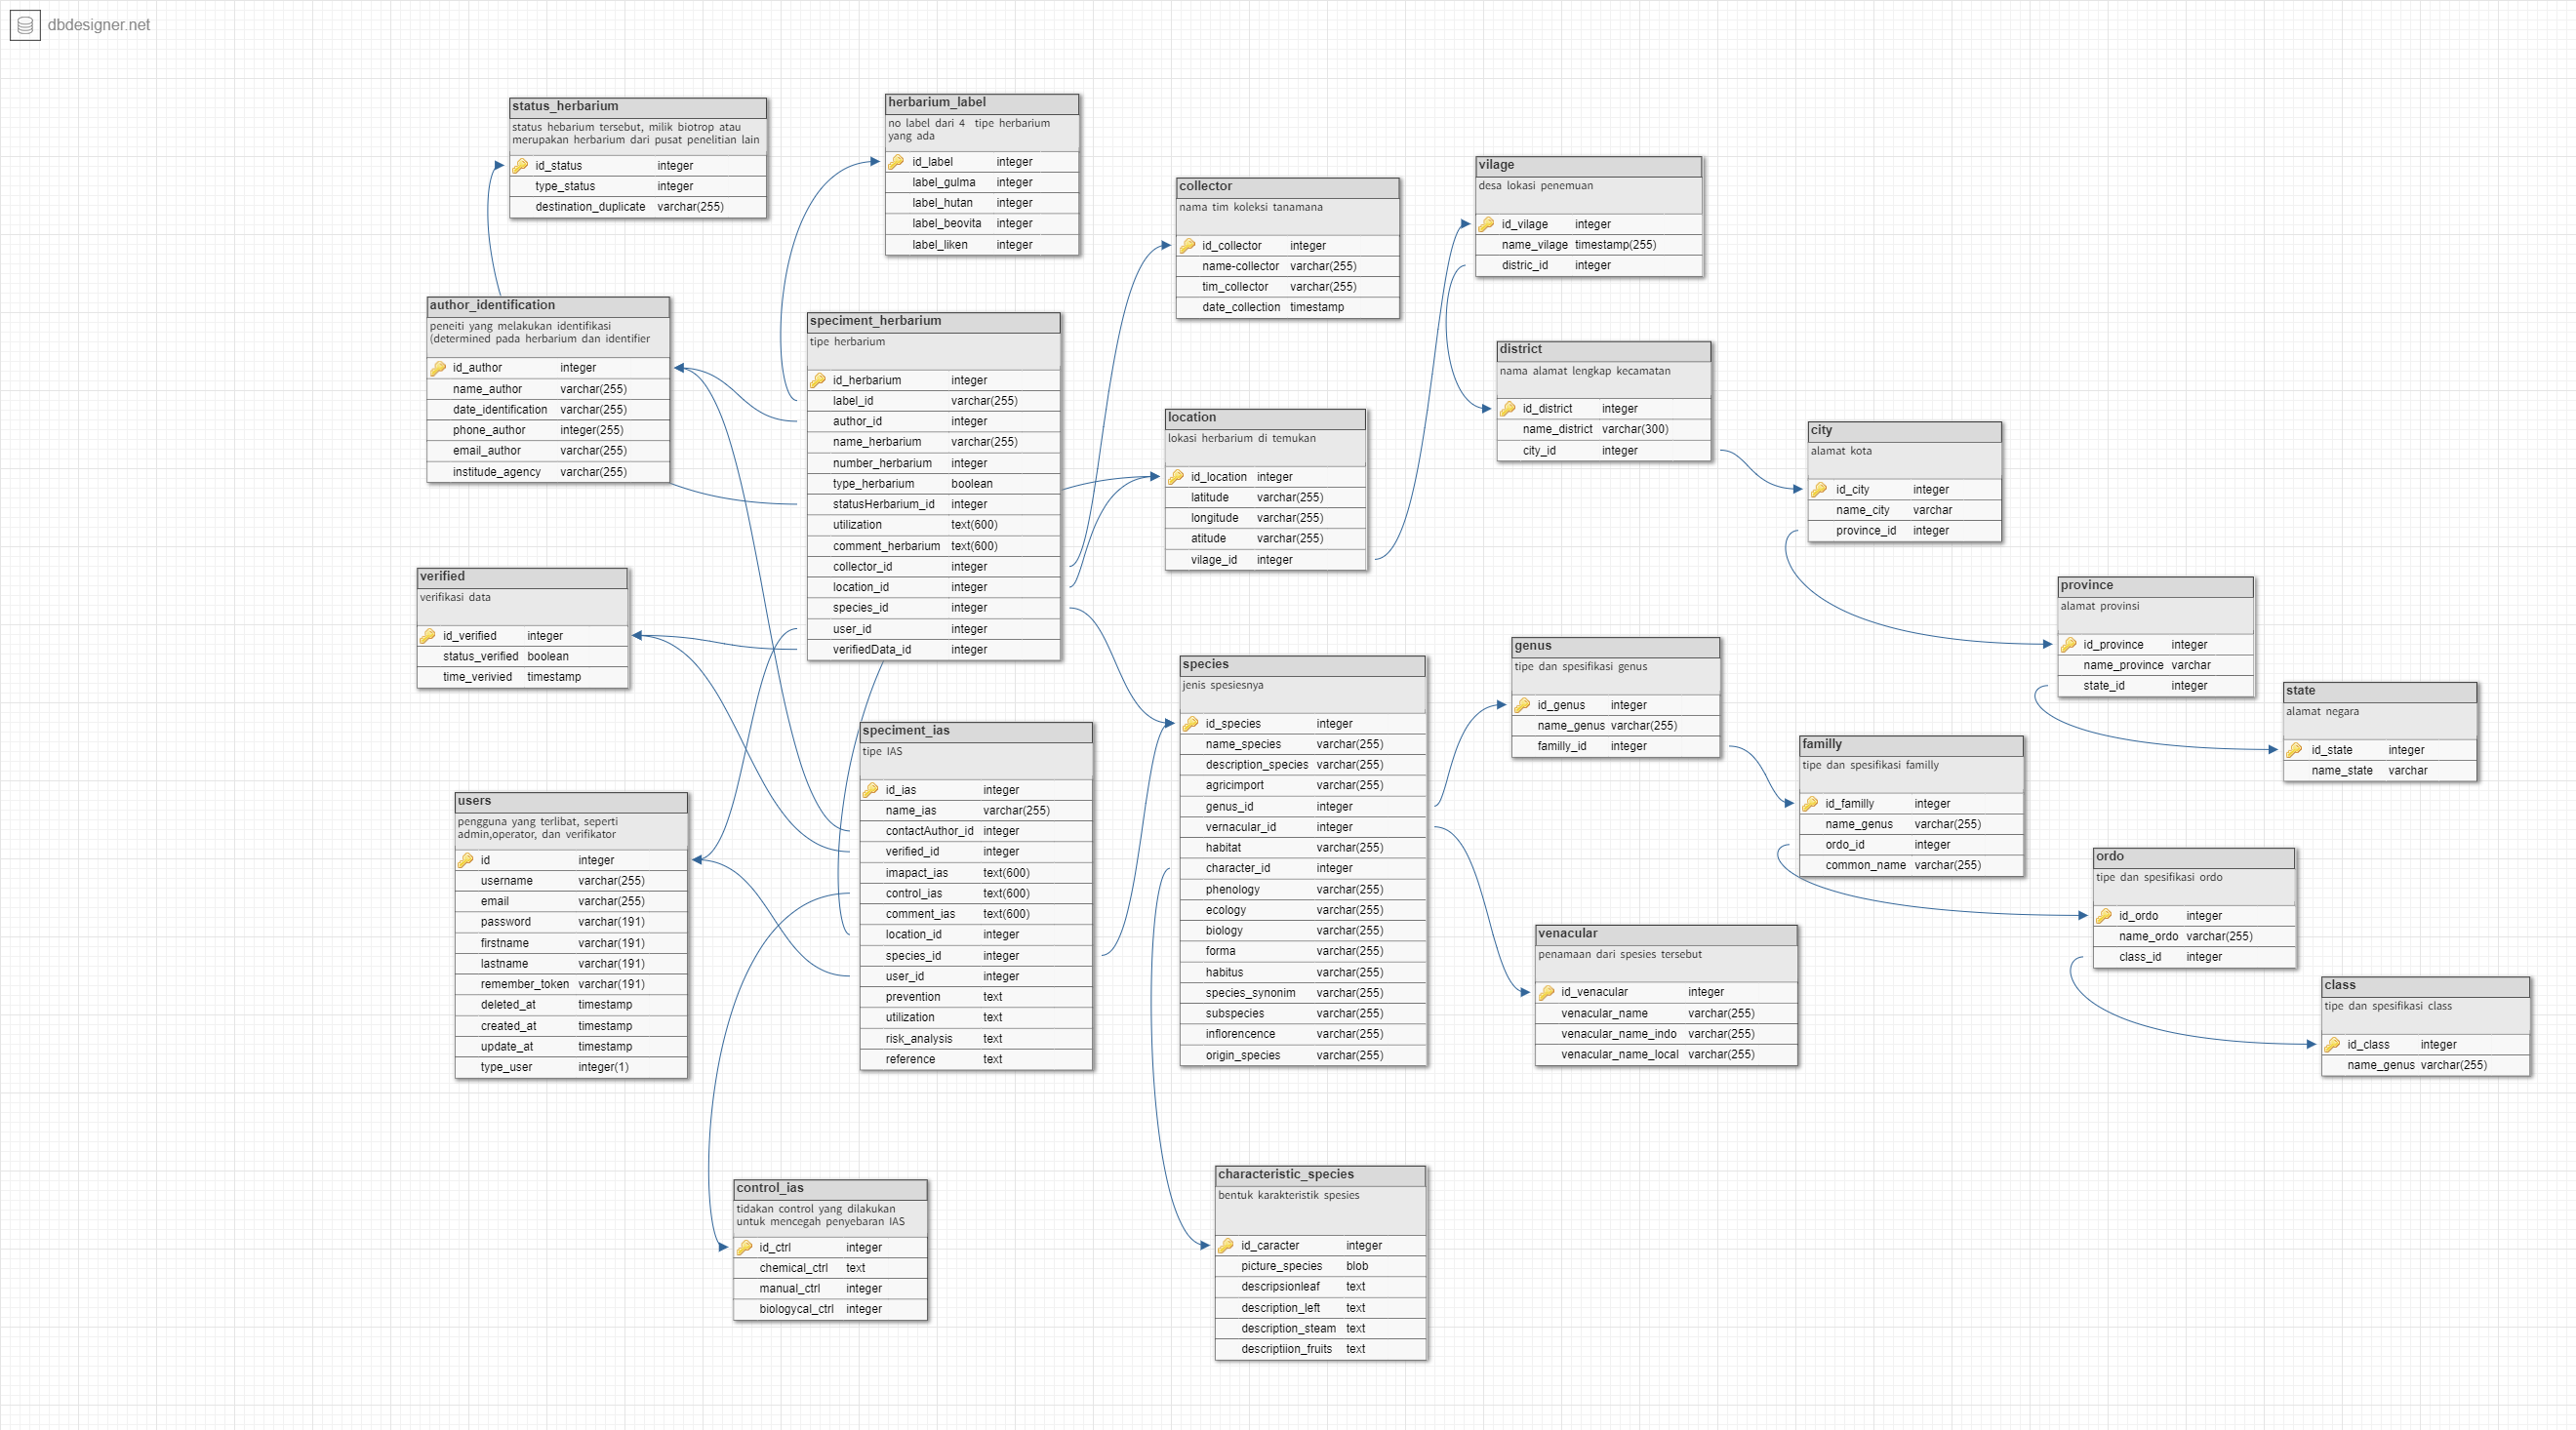 dbdesigner.net
status_herbarium
status hebarium tersebut, milik biotrop atau
merupakan herbarium dari pusat penelitian lain
id_status integer
type_status integer
destination_duplicate varchar(255)
herbarium_label
no label dari 4 tipe herbarium
yang ada
id_label integer
label_gulma integer
label_hutan integer
label_beovita integer
label_liken integer
collector
nama tim koleksi tanamana
id_collector integer
name-collector varchar(255)
tim_collector varchar(255)
date_collection timestamp
vilage
desa lokasi penemuan
id_vilage integer
name_vilage timestamp(255)
distric_id integer
author_identification
peneiti yang melakukan identifikasi
(determined pada herbarium dan identifier
id_author integer
name_author varchar(255)
date_identification varchar(255)
phone_author integer(255)
email_author varchar(255)
institude_agency varchar(255)
speciment_herbarium
tipe herbarium
id_herbarium integer
label_id varchar(255)
author_id integer
name_herbarium varchar(255)
number_herbarium integer
type_herbarium boolean
statusHerbarium_id integer
utilization text(600)
comment_herbarium text(600)
collector_id integer
location_id integer
species_id integer
user_id integer
verifiedData_id integer
location
lokasi herbarium di temukan
id_location integer
latitude varchar(255)
longitude varchar(255)
atitude varchar(255)
vilage_id integer
district
nama alamat lengkap kecamatan
id_district integer
name_district varchar(300)
city_id integer
city
alamat kota
id_city integer
name_city varchar
province_id integer
verified
verifikasi data
id_verified integer
status_verified boolean
time_verivied timestamp
province
alamat provinsi
id_province integer
name_province varchar
state_id integer
state
alamat negara
id_state integer
name_state varchar
genus
tipe dan spesifikasi genus
id_genus integer
name_genus varchar(255)
familly_id integer
species
jenis spesiesnya
id_species integer
name_species varchar(255)
description_species varchar(255)
agricimport varchar(255)
genus_id integer
vernacular_id integer
habitat varchar(255)
character_id integer
phenology varchar(255)
ecology varchar(255)
biology varchar(255)
forma varchar(255)
habitus varchar(255)
species_synonim varchar(255)
subspecies varchar(255)
inflorencence varchar(255)
origin_species varchar(255)
speciment_ias
tipe IAS
id_ias integer
name_ias varchar(255)
contactAuthor_id integer
verified_id integer
imapact_ias text(600)
control_ias text(600)
comment_ias text(600)
location_id integer
species_id integer
user_id integer
prevention text
utilization text
risk_analysis text
reference text
familly
tipe dan spesifikasi familly
id_familly integer
name_genus varchar(255)
ordo_id integer
common_name varchar(255)
users
pengguna yang terlibat, seperti
admin,operator, dan verifikator
id integer
username varchar(255)
email varchar(255)
password varchar(191)
firstname varchar(191)
lastname varchar(191)
remember_token varchar(191)
deleted_at timestamp
created_at timestamp
update_at timestamp
type_user integer(1)
ordo
tipe dan spesifikasi ordo
id_ordo integer
name_ordo varchar(255)
class_id integer
venacular
penamaan dari spesies tersebut
id_venacular integer
venacular_name varchar(255)
venacular_name_indo varchar(255)
venacular_name_local varchar(255)
class
tipe dan spesifikasi class
id_class integer
name_genus varchar(255)
control_ias
tidakan control yang dilakukan
untuk mencegah penyebaran IAS
id_ctrl integer
chemical_ctrl text
manual_ctrl integer
biologycal_ctrl integer
characteristic_species
bentuk karakteristik spesies
id_caracter integer
picture_species blob
descripsionleaf text
description_left text
description_steam text
descriptiion_fruits text